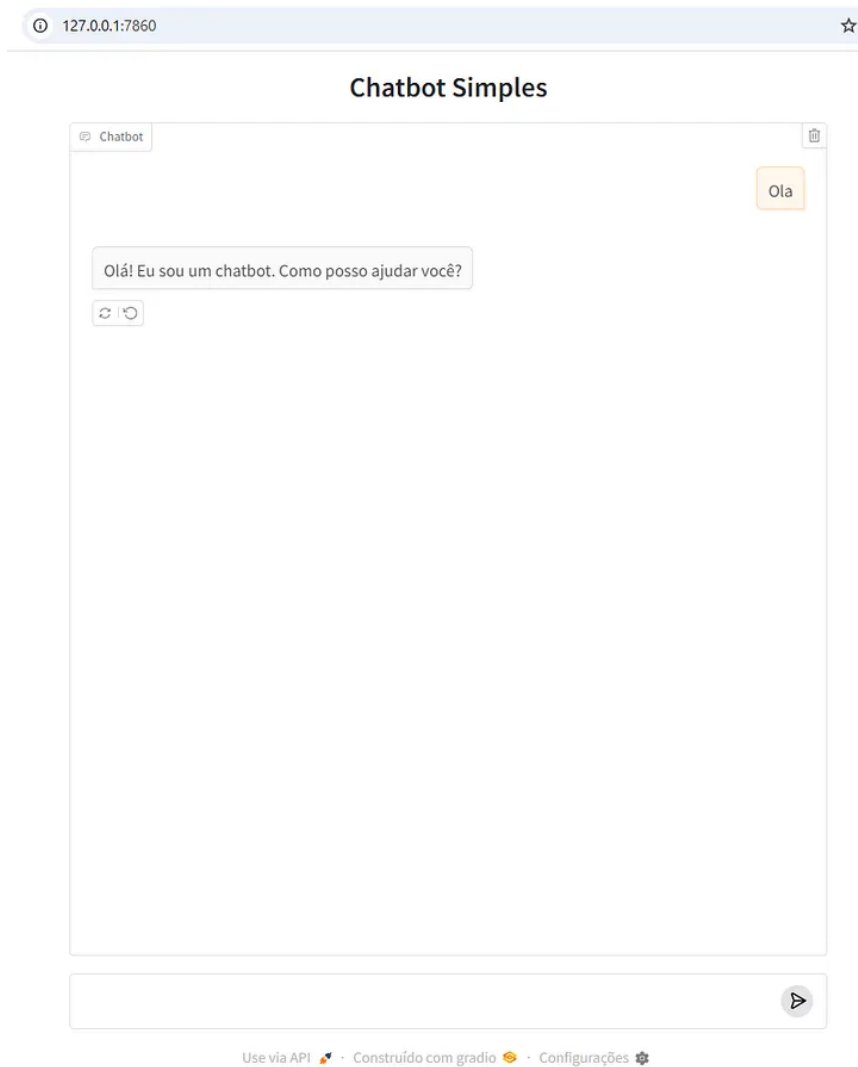 127.0.0.1:7860
Chatbot Simples
Chatbot
Ola
Olá! Eu sou um chatbot. Como posso ajudar você?
Use via API · Construído com gradio · Configurações